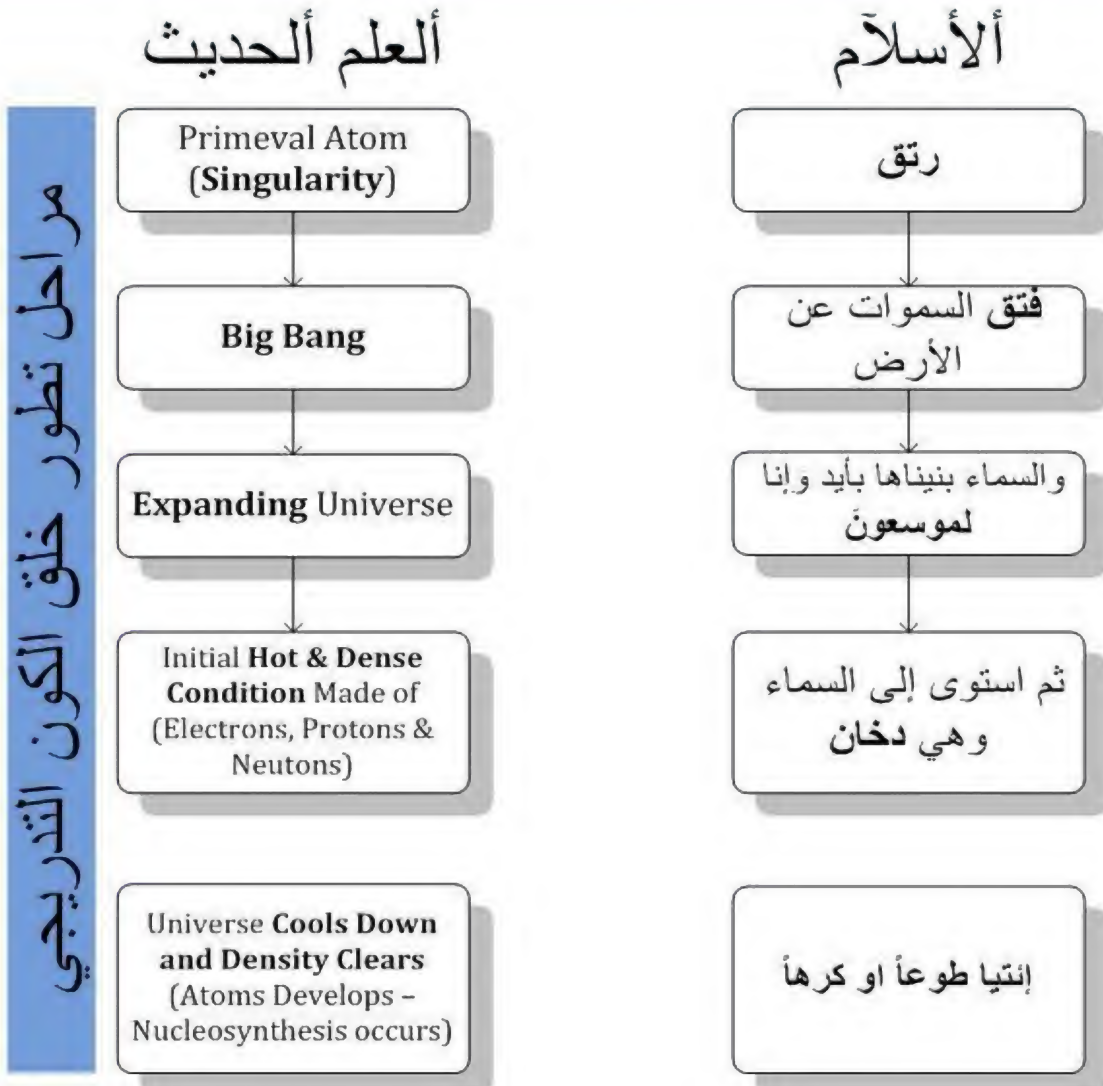 ألعلم ألحديث
ألأسلآم
مراحل تطور خلق الكون التدريجي
Primeval Atom
(Singularity)
رتق
Big Bang
فتق السموات عن
الأرض
Expanding Universe
والسماء بنيناها بأيد وإنا
لموسعونَ
Initial Hot & Dense
Condition Made of
(Electrons, Protons &
Neutons)
ثم استوى إلى السماء
وهي دخان
Universe Cools Down
and Density Clears
(Atoms Develops –
Nucleosynthesis occurs)
إئتيا طوعاً او كرهاً